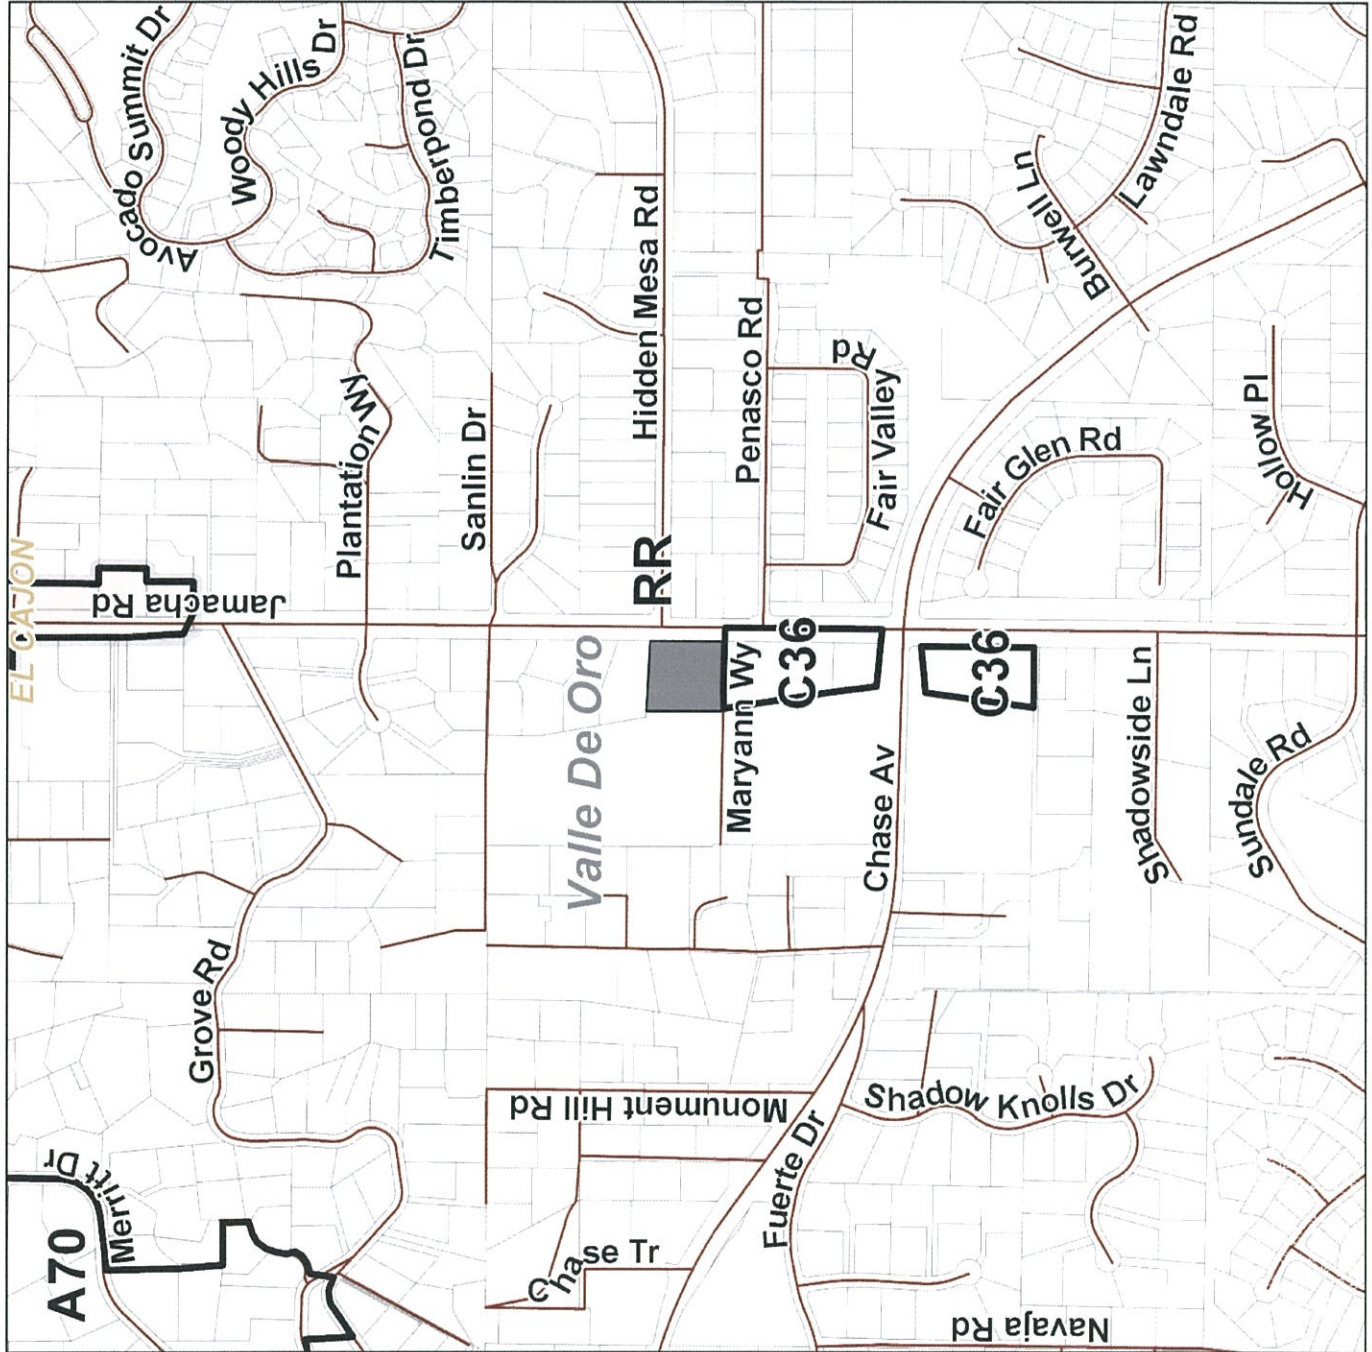 Merritt Dr
A70
Navaja Rd
Chase Tr
Monument Hill Rd
Fuerte Dr
Shadow Knolls Dr
Grove Rd
Chase Av
Maryann Wy
Valle De Oro
Shadowside Ln
Sundale Rd
C36
C36
EL CAJON
Jamacha Rd
RR
Plantation Wy
Sanlin Dr
Hidden Mesa Rd
Penasco Rd
Fair Valley
Rd
Fair Glen Rd
Hollow Pl
Avocado Summit Dr
Woody Hills Dr
Timberpond Dr
Burwell Ln
Lawndale Rd